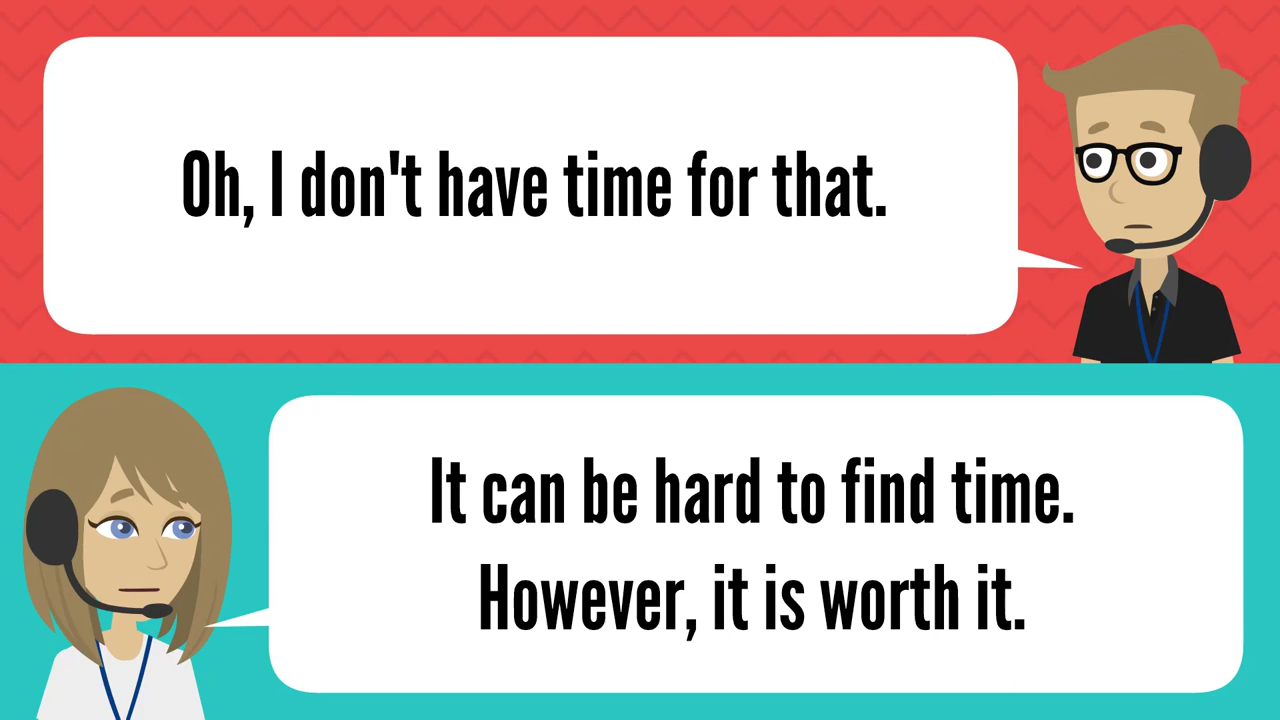 Oh, I don't have time for that.
It can be hard to find time.
However, it is worth it.